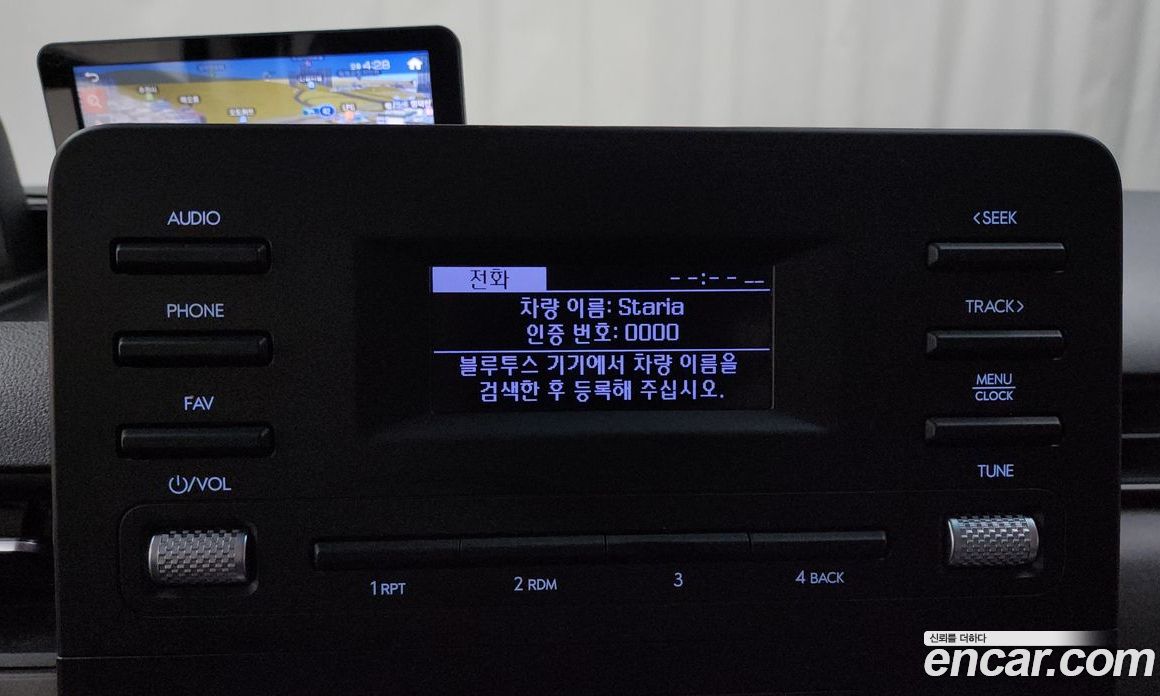 4:28
AUDIO
PHONE
FAV
/VOL
전화
--:-- __
차량 이름: Staria
인증 번호: 0000
블루투스 기기에서 차량 이름을
검색한 후 등록해 주십시오.
<SEEK
TRACK>
MENU
CLOCK
TUNE
1 RPT
2 RDM
3
4 BACK
신뢰를 더하다
encar.com